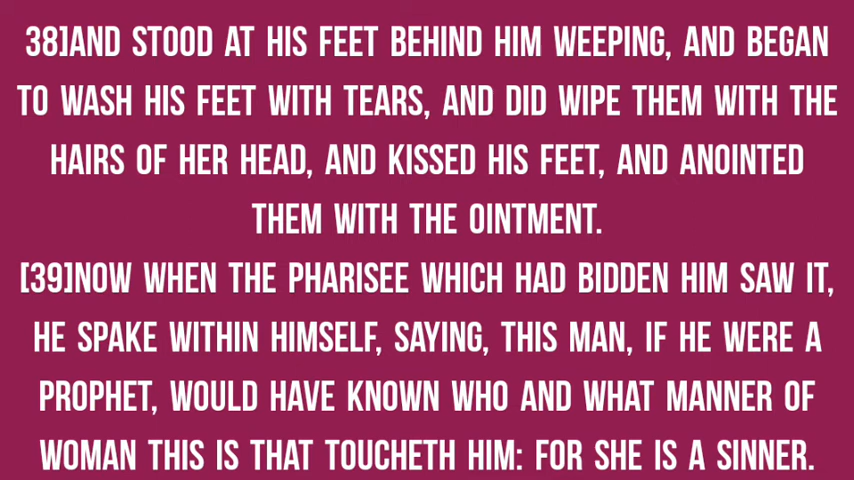 38]AND STOOD AT HIS FEET BEHIND HIM WEEPING, AND BEGAN
TO WASH HIS FEET WITH TEARS, AND DID WIPE THEM WITH THE
HAIRS OF HER HEAD, AND KISSED HIS FEET, AND ANOINTED
THEM WITH THE OINTMENT.
[39]NOW WHEN THE PHARISEE WHICH HAD BIDDEN HIM SAW IT,
HE SPAKE WITHIN HIMSELF, SAYING, THIS MAN, IF HE WERE A
PROPHET, WOULD HAVE KNOWN WHO AND WHAT MANNER OF
WOMAN THIS IS THAT TOUCHETH HIM: FOR SHE IS A SINNER.